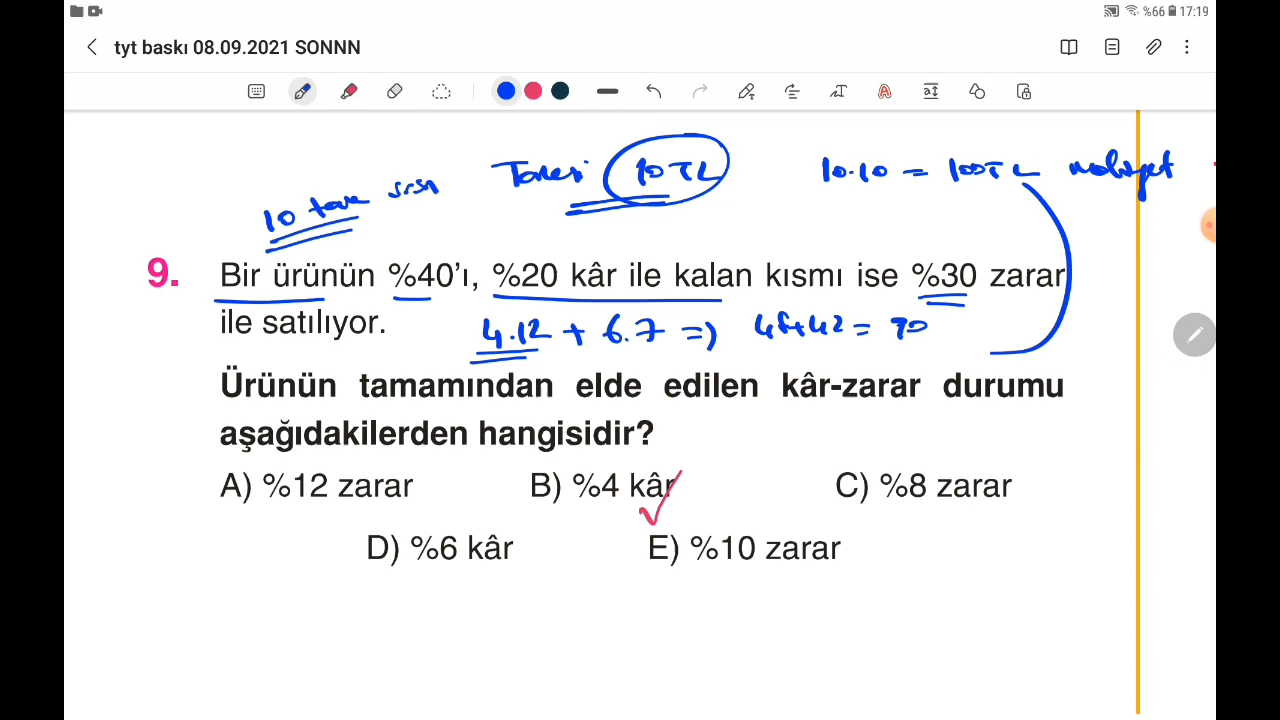 %66 17:19
tyt baskı 08.09.2021 SONNN
Tanesi 10 TL 10.10 = 100TL maliyet
10 tane
9. Bir ürünün %40'ı, %20 kâr ile kalan kısmı ise %30 zarar
ile satılıyor.
4.12 + 6.7 => 48+42 = 90
Ürünün tamamından elde edilen kâr-zarar durumu
aşağıdakilerden hangisidir?
A) %12 zarar B) %4 kâr C) %8 zarar
D) %6 kâr E) %10 zarar